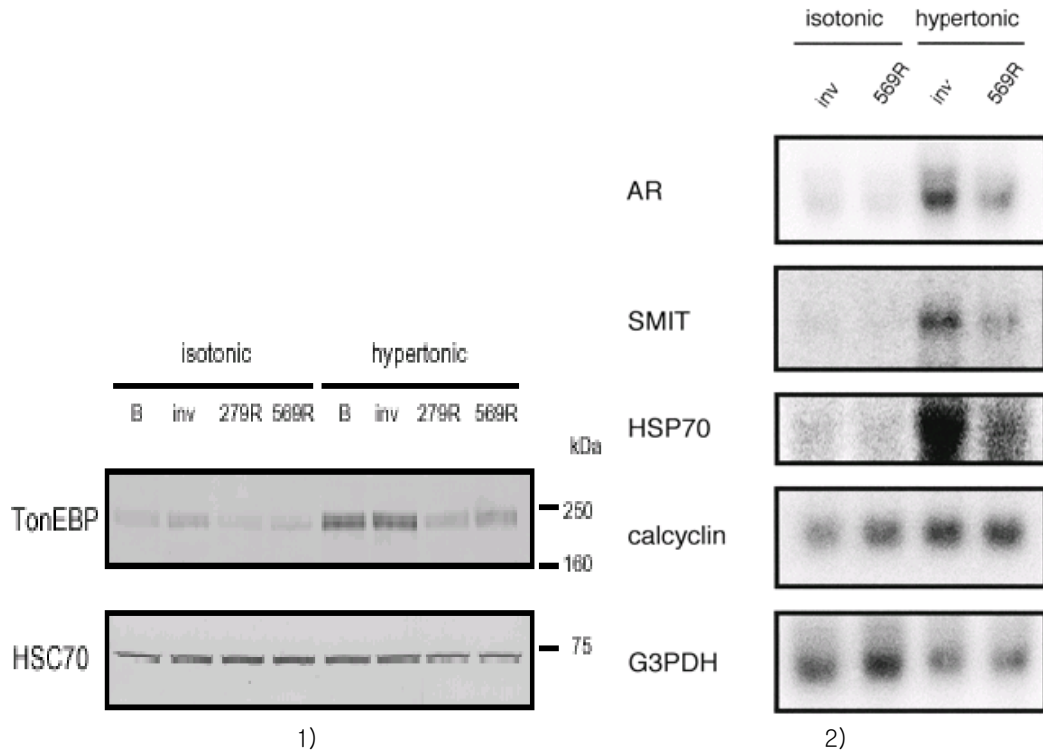 isotonic hypertonic
inv 569R inv 569R
AR
SMIT
HSP70
calcyclin
G3PDH
2)
isotonic hypertonic
B inv 279R 569R B inv 279R 569R
kDa
TonEBP
250
160
HSC70
75
1)